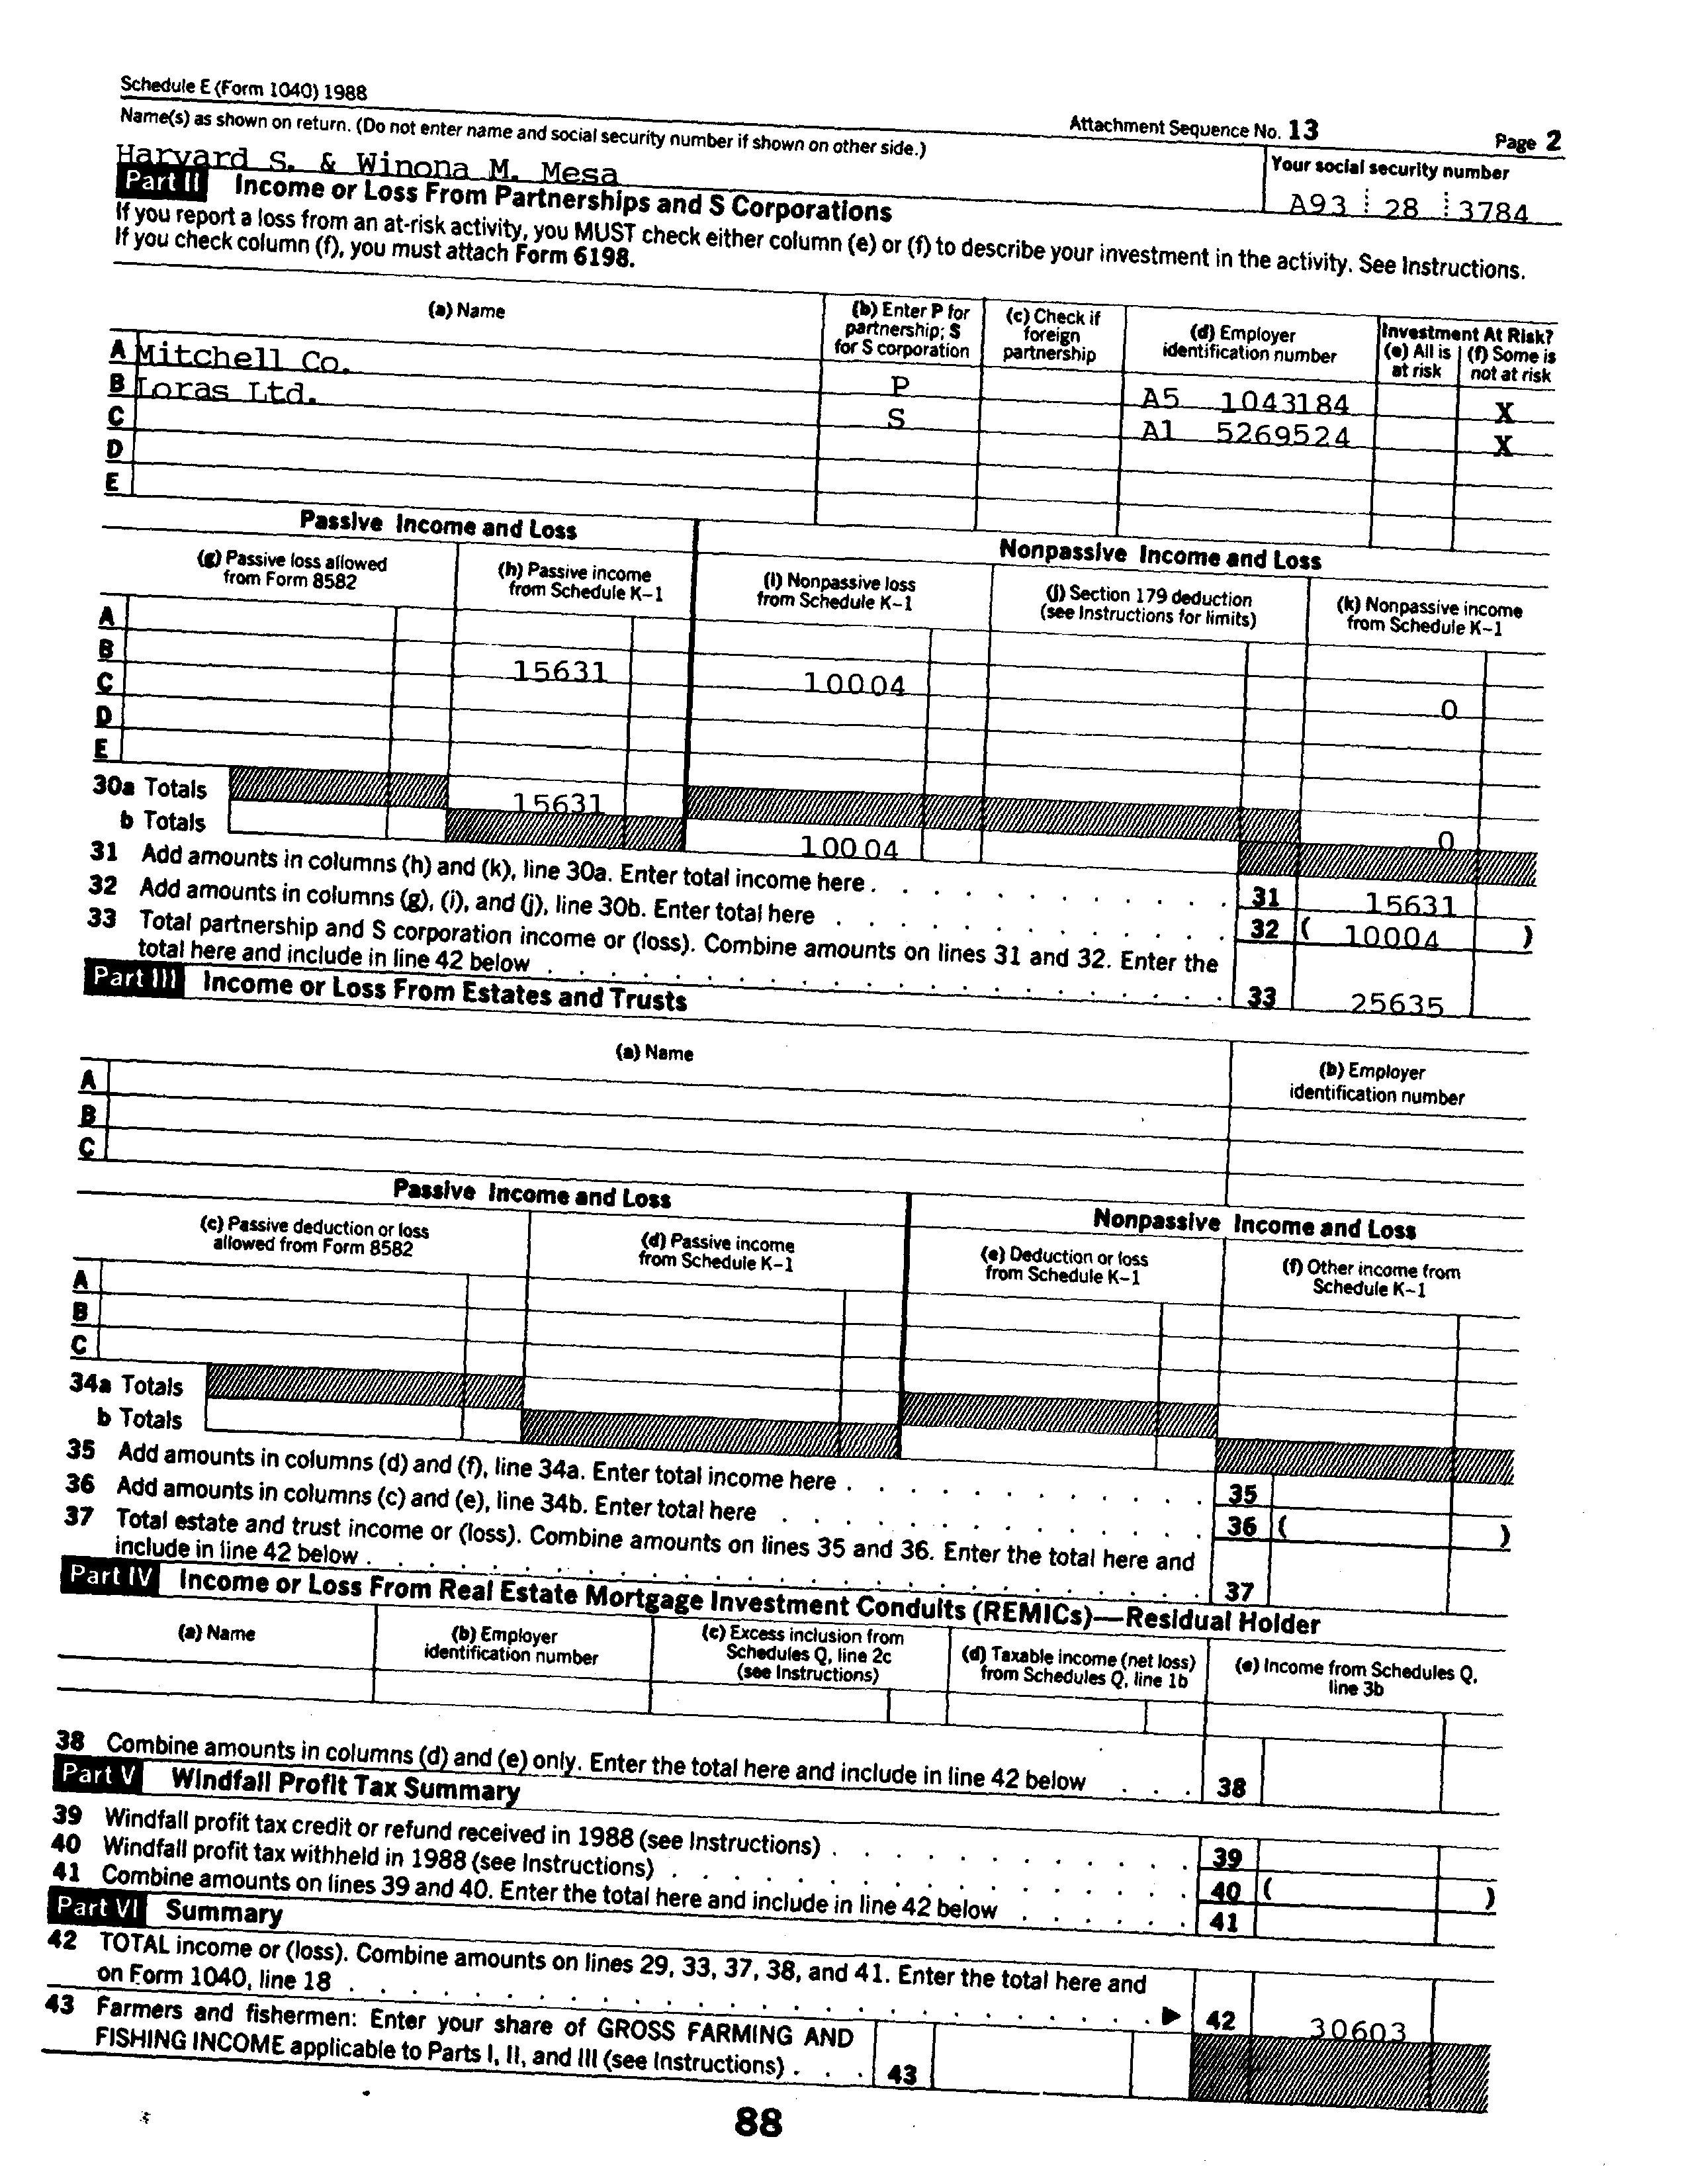 Schedule E (Form 1040) 1988
Attachment Sequence No. 13
Page 2
Name(s) as shown on return. (Do not enter name and social security number if shown on other side.)
Your social security number
Harvard S. & Winona M. Mesa
A93 28 3784
Part II Income or Loss From Partnerships and S Corporations
If you report a loss from an at-risk activity, you MUST check either column (e) or (f) to describe your investment in the activity. See Instructions.
If you check column (f), you must attach Form 6198.
(a) Name
(b) Enter P for
partnership; S
for S corporation
(c) Check if
foreign
partnership
(d) Employer
identification number
Investment At Risk?
(e) All is
at risk
(f) Some is
not at risk
A Mitchell Co. P A5 1043184 X
B Loras Ltd. S A1 5269524 X
C
D
E
Passive Income and Loss
Nonpassive Income and Loss
(g) Passive loss allowed
from Form 8582
(h) Passive income
from Schedule K-1
(i) Nonpassive loss
from Schedule K-1
(j) Section 179 deduction
(see Instructions for limits)
(k) Nonpassive income
from Schedule K-1
A
B 15631 10004 0
C
D
E
30a Totals 15631 0
b Totals 10004
31 Add amounts in columns (h) and (k), line 30a. Enter total income here . . . . . . . . . . . 31 15631
32 Add amounts in columns (g), (i), and (j), line 30b. Enter total here . . . . . . . . . . . . 32 ( 10004 )
33 Total partnership and S corporation income or (loss). Combine amounts on lines 31 and 32. Enter the
total here and include in line 42 below . . . . . . . . . . . . . . . . . . . . . 33 25635
Part III Income or Loss From Estates and Trusts
(a) Name
(b) Employer
identification number
A
B
C
Passive Income and Loss
Nonpassive Income and Loss
(c) Passive deduction or loss
allowed from Form 8582
(d) Passive income
from Schedule K-1
(e) Deduction or loss
from Schedule K-1
(f) Other income from
Schedule K-1
A
B
C
34a Totals
b Totals
35 Add amounts in columns (d) and (f), line 34a. Enter total income here . . . . . . . . . . . . 35
36 Add amounts in columns (c) and (e), line 34b. Enter total here . . . . . . . . . . . . . . 36 ( )
37 Total estate and trust income or (loss). Combine amounts on lines 35 and 36. Enter the total here and
include in line 42 below . . . . . . . . . . . . . . . . . . . . . . . . . . 37
Part IV Income or Loss From Real Estate Mortgage Investment Conduits (REMICs)—Residual Holder
(a) Name
(b) Employer
identification number
(c) Excess inclusion from
Schedules Q, line 2c
(see Instructions)
(d) Taxable income (net loss)
from Schedules Q, line 1b
(e) Income from Schedules Q,
line 3b
38 Combine amounts in columns (d) and (e) only. Enter the total here and include in line 42 below . . . 38
Part V Windfall Profit Tax Summary
39 Windfall profit tax credit or refund received in 1988 (see Instructions) . . . . . . . . . . . . 39
40 Windfall profit tax withheld in 1988 (see Instructions) . . . . . . . . . . . . . . . . . 40 ( )
41 Combine amounts on lines 39 and 40. Enter the total here and include in line 42 below . . . . . . 41
Part VI Summary
42 TOTAL income or (loss). Combine amounts on lines 29, 33, 37, 38, and 41. Enter the total here and
on Form 1040, line 18 . . . . . . . . . . . . . . . . . . . . . . . . . ► 42 30603
43 Farmers and fishermen: Enter your share of GROSS FARMING AND
FISHING INCOME applicable to Parts I, II, and III (see Instructions) . . . 43
88